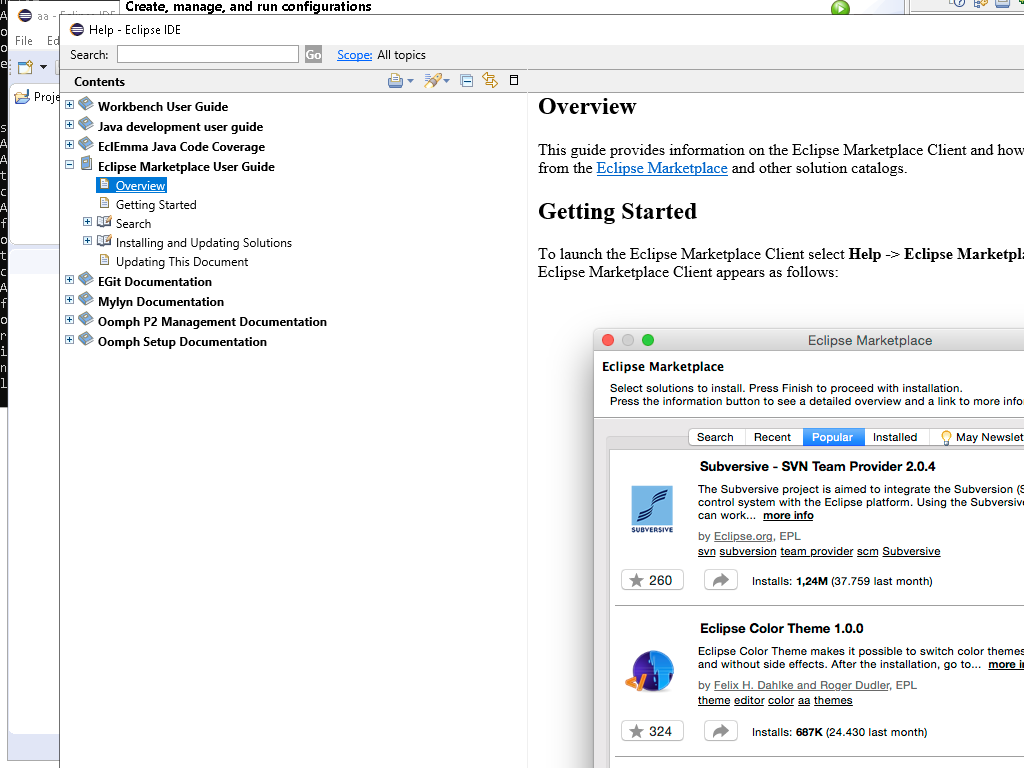 Create, manage, and run configurations
aa - Eclipse IDE
File
Help - Eclipse IDE
Search:
Go
Scope: All topics
Proje
Contents
Workbench User Guide
Java development user guide
EclEmma Java Code Coverage
Eclipse Marketplace User Guide
Overview
Getting Started
Search
Installing and Updating Solutions
Updating This Document
EGit Documentation
Mylyn Documentation
Oomph P2 Management Documentation
Oomph Setup Documentation
Overview
This guide provides information on the Eclipse Marketplace Client and how
from the Eclipse Marketplace and other solution catalogs.
Getting Started
To launch the Eclipse Marketplace Client select Help -> Eclipse Marketpla
Eclipse Marketplace Client appears as follows:
Eclipse Marketplace
Eclipse Marketplace
Select solutions to install. Press Finish to proceed with installation.
Press the information button to see a detailed overview and a link to more info
Search Recent Popular Installed May Newslet
Subversive - SVN Team Provider 2.0.4
The Subversive project is aimed to integrate the Subversion (S
control system with the Eclipse platform. Using the Subversive
can work... more info
SUBVERSIVE
by Eclipse.org, EPL
svn subversion team provider scm Subversive
260
Installs: 1,24M (37.759 last month)
Eclipse Color Theme 1.0.0
Eclipse Color Theme makes it possible to switch color themes
and without side effects. After the installation, go to... more in
by Felix H. Dahlke and Roger Dudler, EPL
theme editor color aa themes
324
Installs: 687K (24.430 last month)